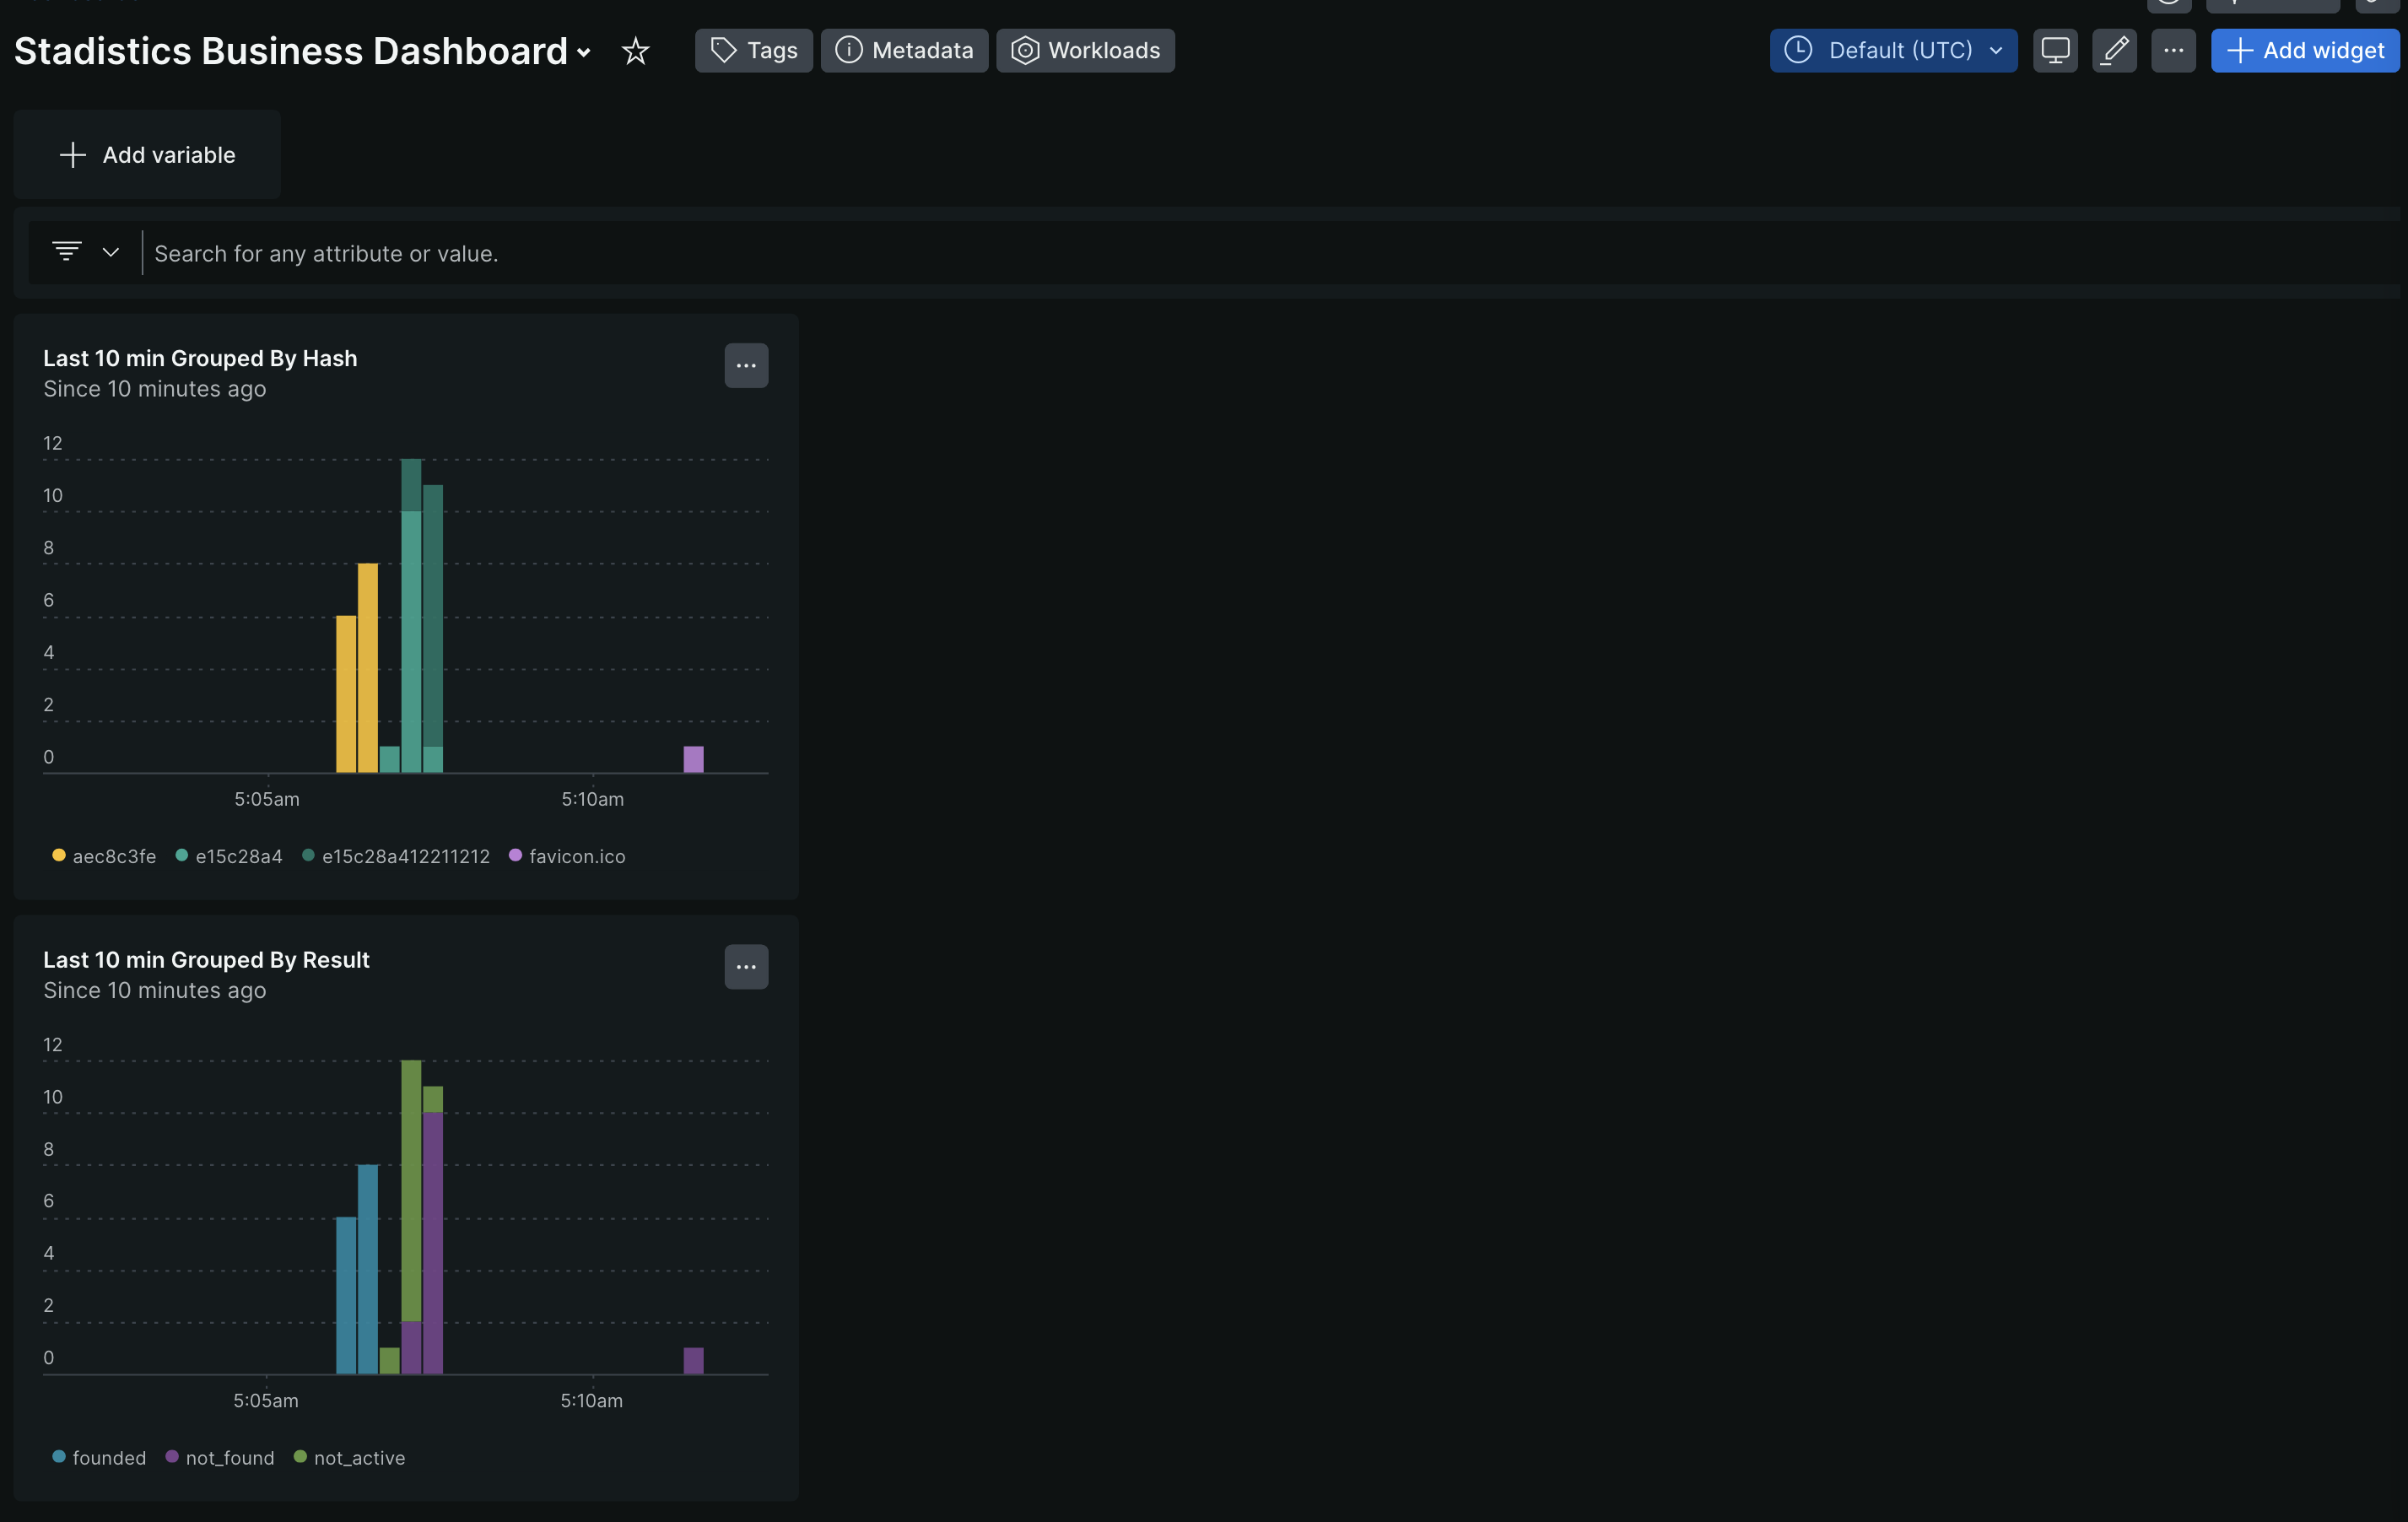 Stadistics Business Dashboard
Tags
Metadata
Workloads
Default (UTC)
Add widget
Add variable
Search for any attribute or value.
Last 10 min Grouped By Hash
Since 10 minutes ago
12
10
8
6
4
2
0
5:05am 5:10am
aec8c3fe e15c28a4 e15c28a412211212 favicon.ico
Last 10 min Grouped By Result
Since 10 minutes ago
12
10
8
6
4
2
0
5:05am 5:10am
founded not_found not_active